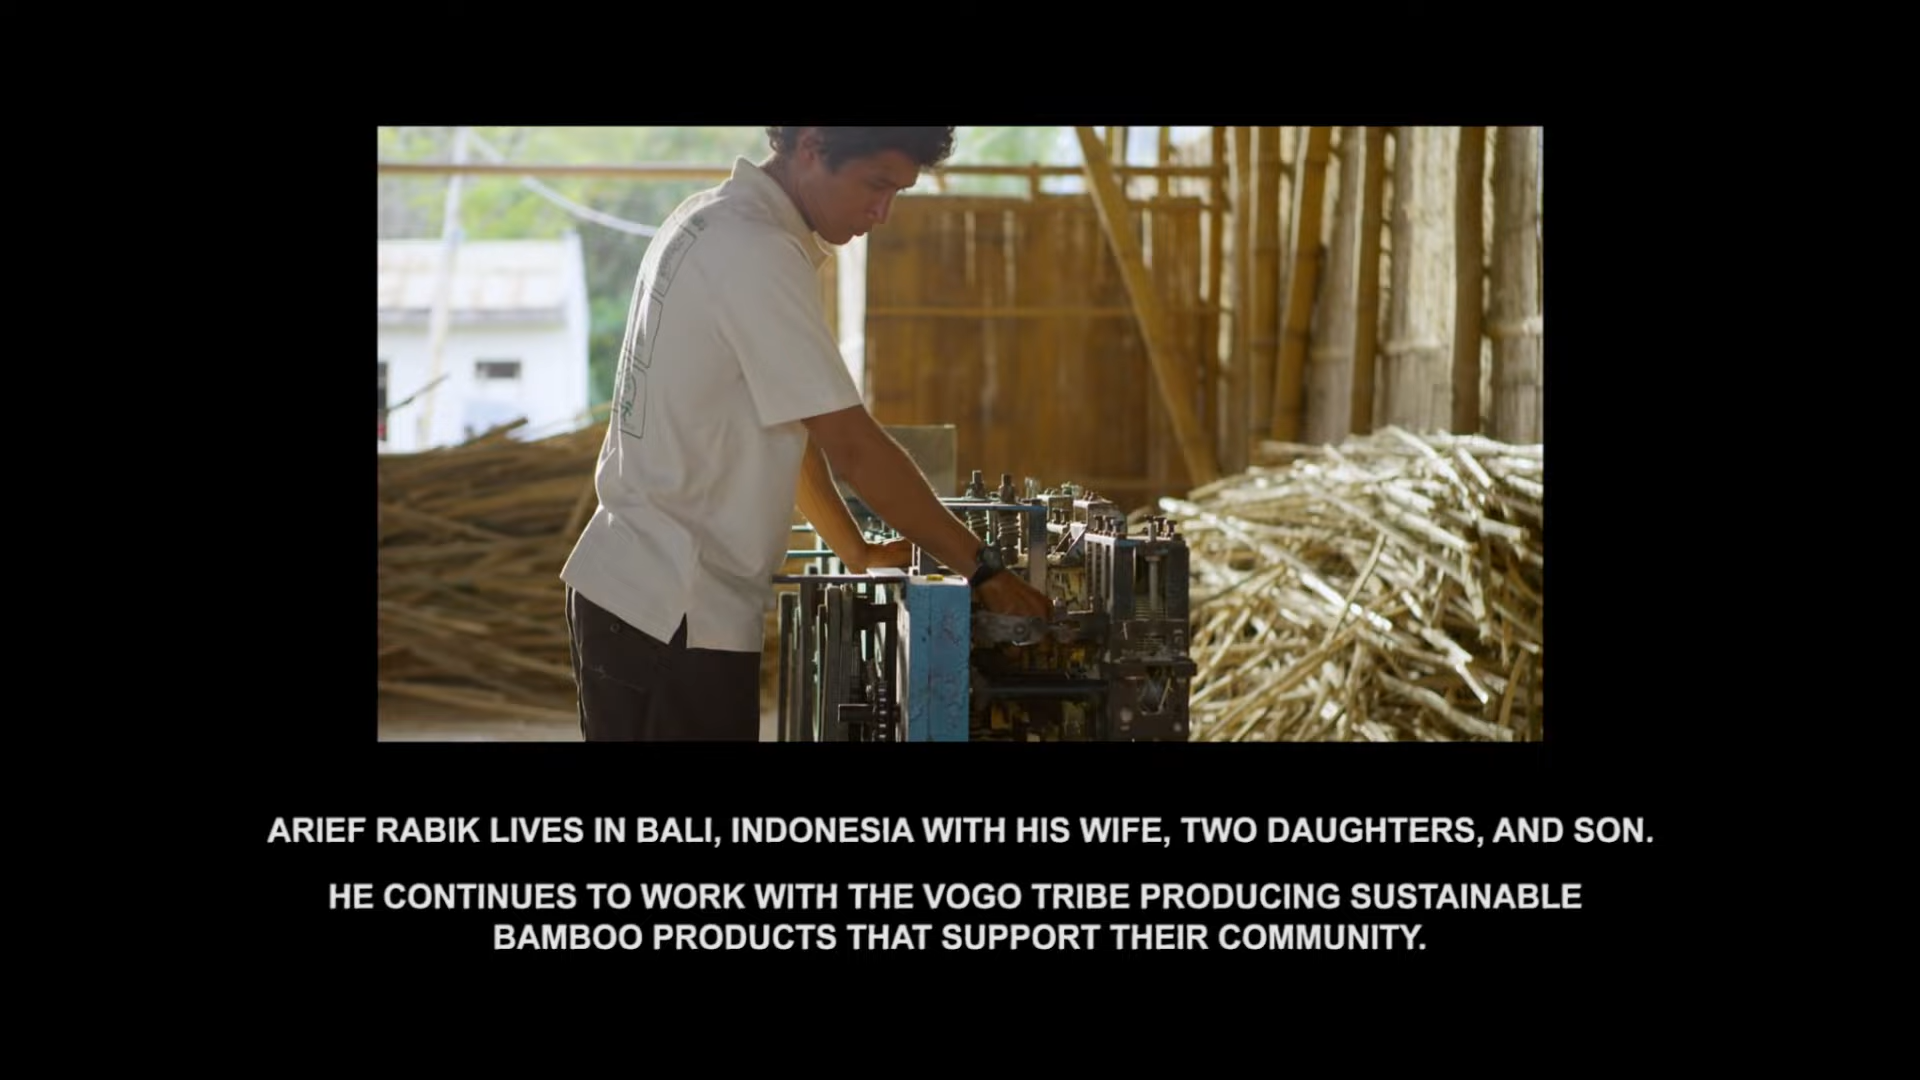 ARIEF RABIK LIVES IN BALI, INDONESIA WITH HIS WIFE, TWO DAUGHTERS, AND SON.
HE CONTINUES TO WORK WITH THE VOGO TRIBE PRODUCING SUSTAINABLE
BAMBOO PRODUCTS THAT SUPPORT THEIR COMMUNITY.